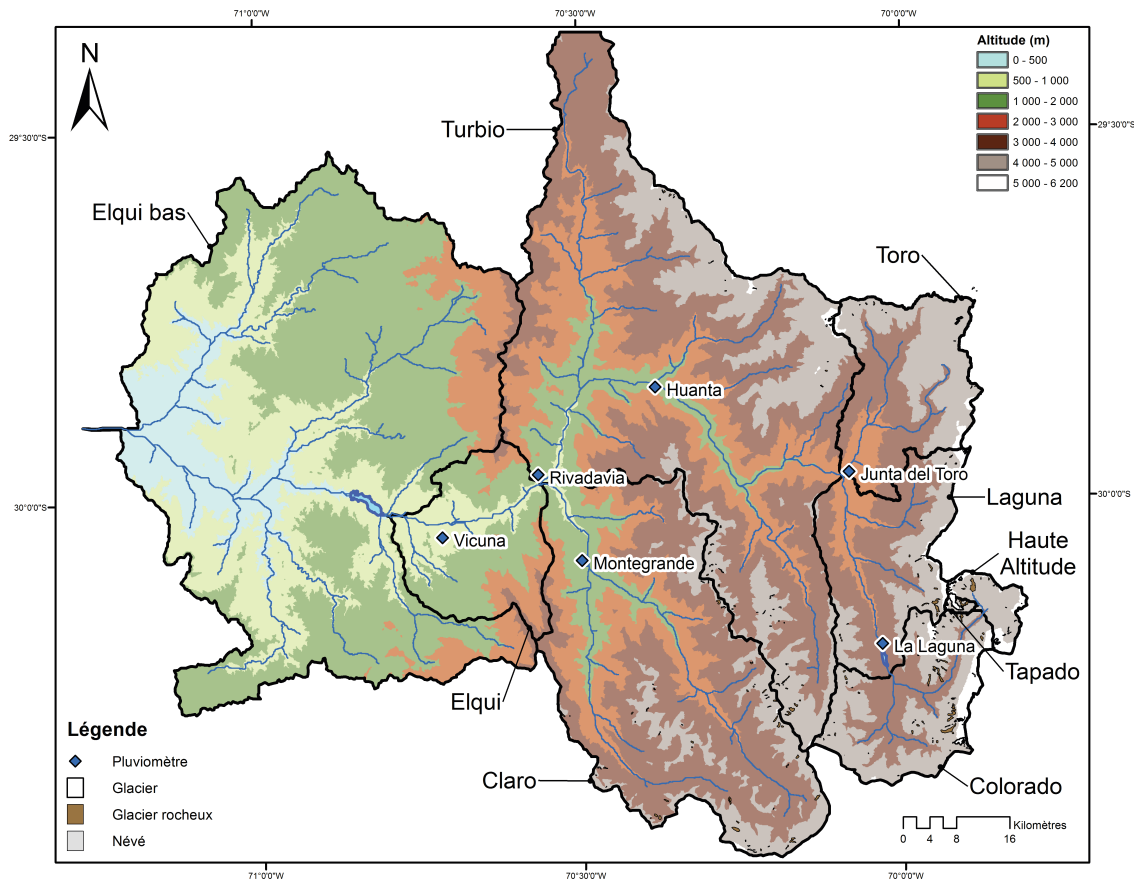 71°0'0"W
70°30'0"W
70°0'0"W
N
Altitude (m)
0 - 500
500 - 1 000
1 000 - 2 000
2 000 - 3 000
3 000 - 4 000
4 000 - 5 000
5 000 - 6 200
29°30'0"S
29°30'0"S
Turbio
Elqui bas
Toro
Huanta
Rivadavia
Junta del Toro
Laguna
30°0'0"S
30°0'0"S
Vicuna
Montegrande
Haute
Altitude
La Laguna
Tapado
Elqui
Claro
Colorado
Légende
Pluviomètre
Glacier
Glacier rocheux
Névé
Kilomètres
0 4 8 16
71°0'0"W
70°30'0"W
70°0'0"W